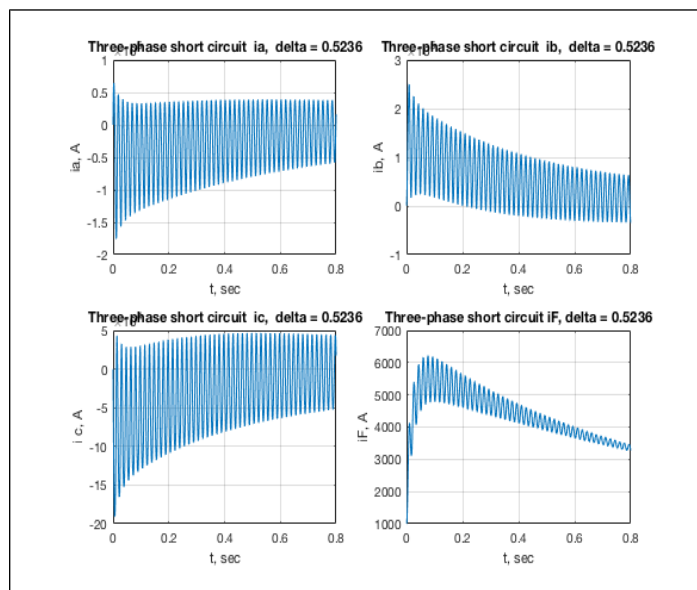 Three-phase short circuit ia, delta = 0.5236
Three-phase short circuit ib, delta = 0.5236
1
0.5
0
-0.5
-1
-1.5
-2
ia, A
0 0.2 0.4 0.6 0.8
t, sec
3
2
1
0
-1
ib, A
0 0.2 0.4 0.6 0.8
t, sec
Three-phase short circuit ic, delta = 0.5236
Three-phase short circuit iF, delta = 0.5236
5
0
-5
-10
-15
-20
i c, A
0 0.2 0.4 0.6 0.8
t, sec
7000
6000
5000
4000
3000
2000
1000
iF, A
0 0.2 0.4 0.6 0.8
t, sec